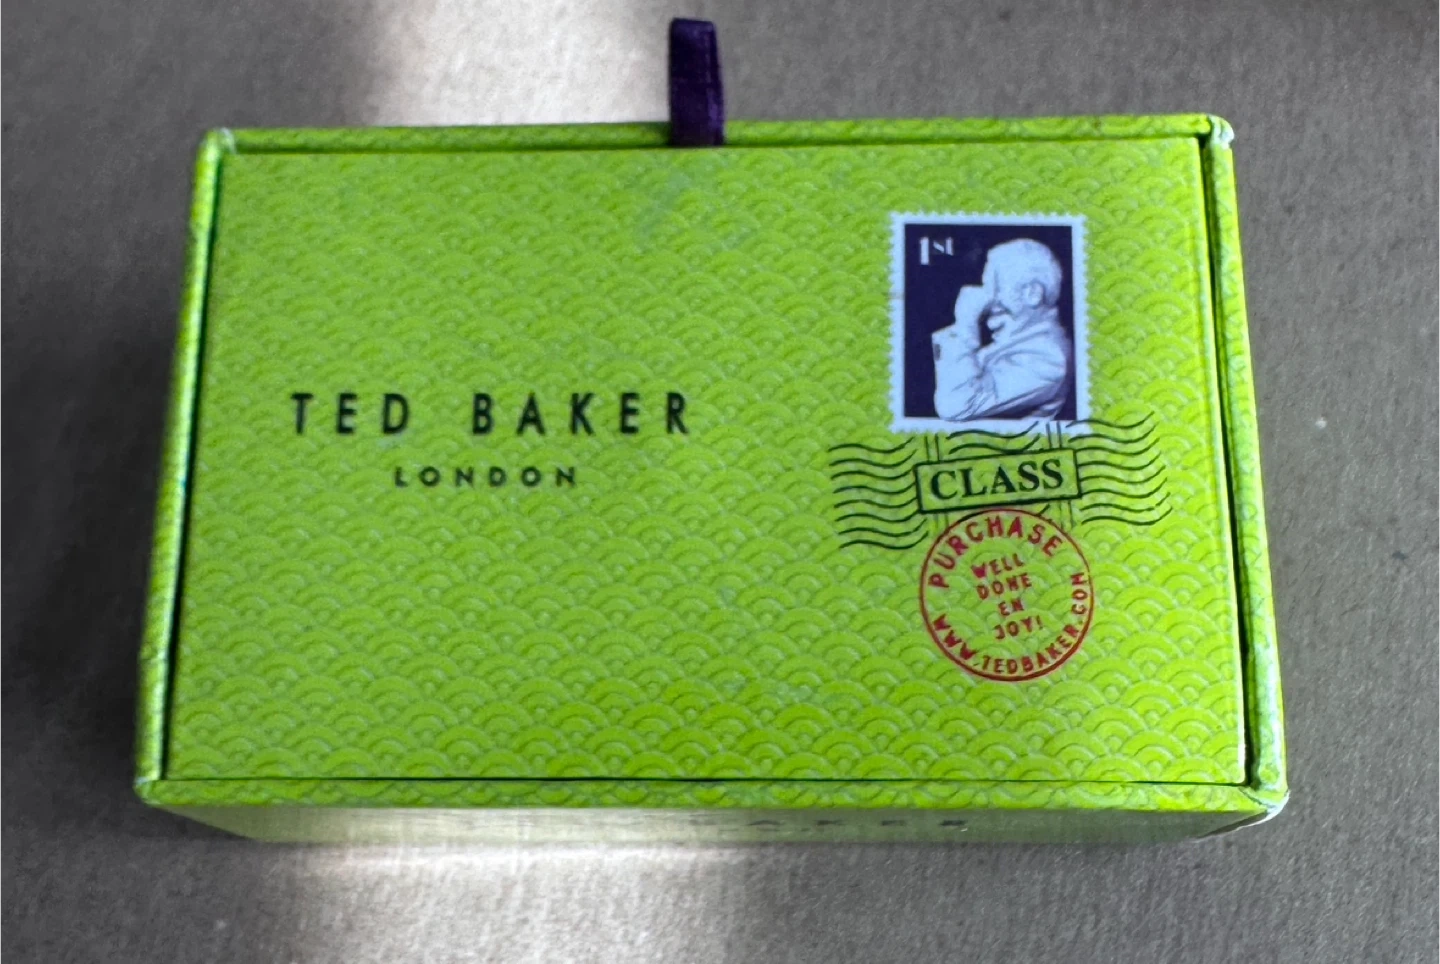 TED BAKER
LONDON
1st
CLASS
PURCHASE
WELL
DONE
EN
JOY!
WWW.TEDBAKER.COM